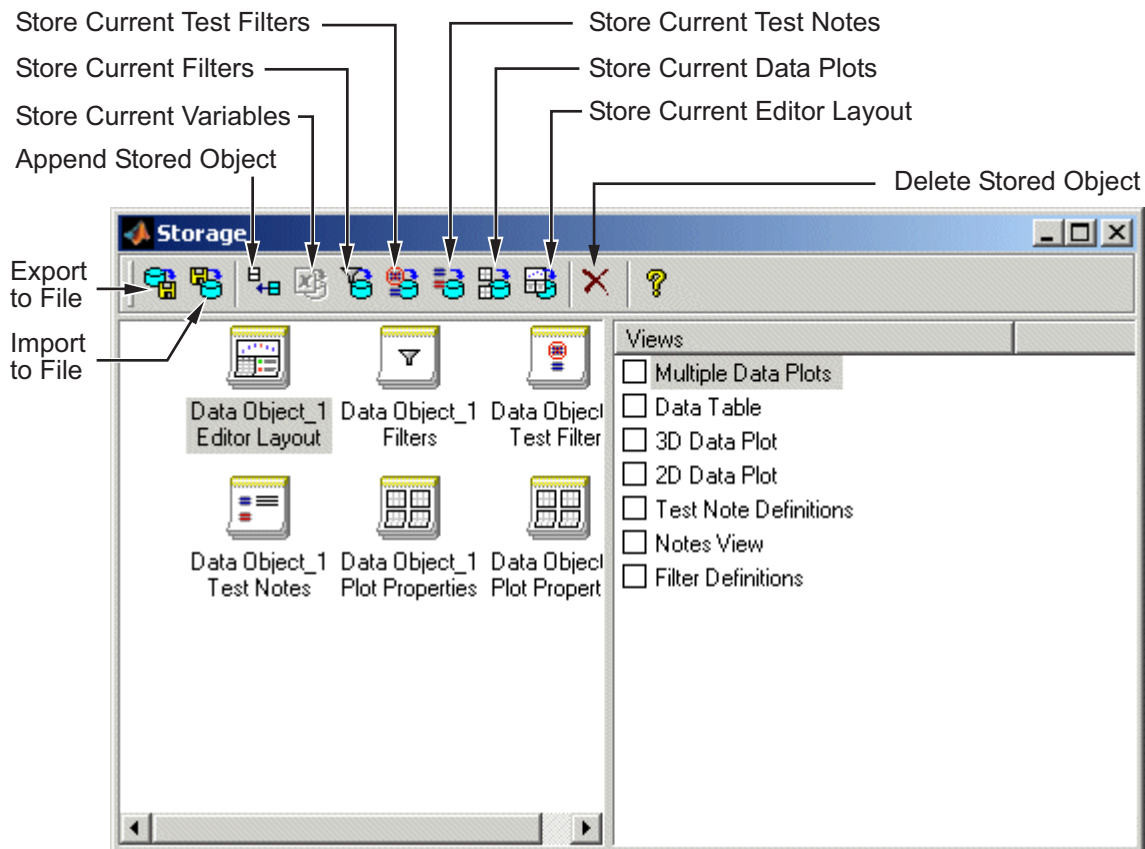 Store Current Test Filters
Store Current Test Notes
Store Current Filters
Store Current Data Plots
Store Current Variables
Store Current Editor Layout
Append Stored Object
Delete Stored Object
Storage
Export
to File
Import
to File
Views
Data Object_1
Editor Layout
Data Object_1
Filters
Data Object
Test Filter
Data Object_1
Test Notes
Data Object_1
Plot Properties
Data Object
Plot Propert
Multiple Data Plots
Data Table
3D Data Plot
2D Data Plot
Test Note Definitions
Notes View
Filter Definitions